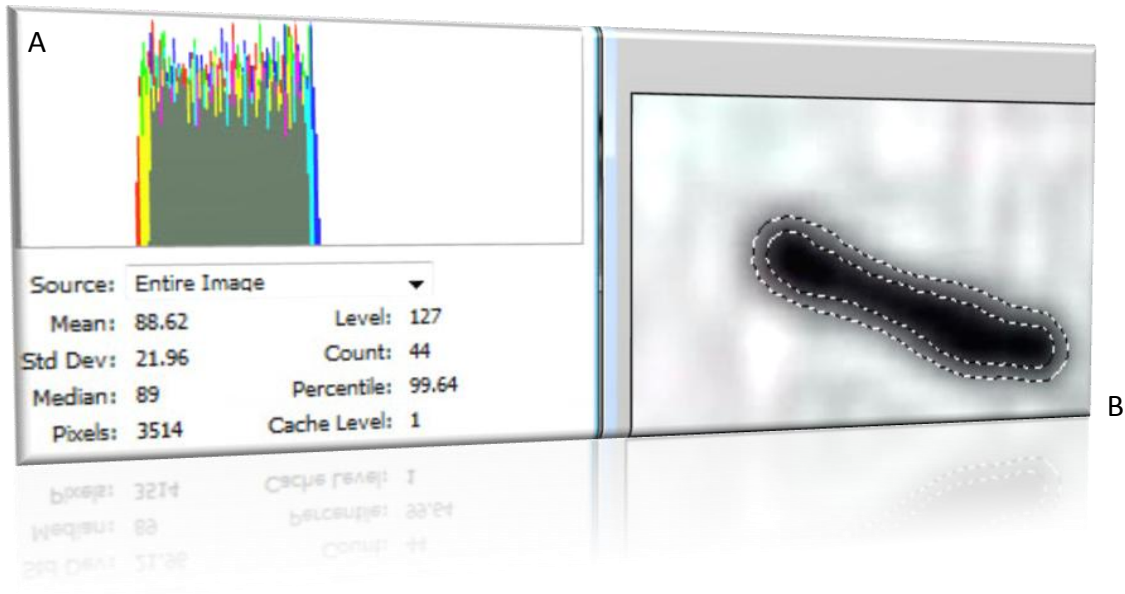 A
Source: Entire Image
Mean: 88.62 Level: 127
Std Dev: 21.96 Count: 44
Median: 89 Percentile: 99.64
Pixels: 3514 Cache Level: 1
B